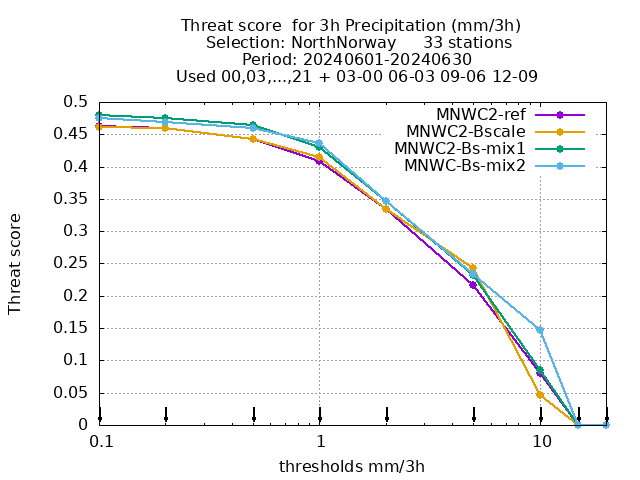 Threat score  for 3h Precipitation (mm/3h)
Selection: NorthNorway     33 stations
Period: 20240601-20240630
Used 00,03,...,21 + 03-00 06-03 09-06 12-09
MNWC2-ref
MNWC2-Bscale
MNWC2-Bs-mix1
MNWC-Bs-mix2
0.5
0.45
0.4
0.35
0.3
0.25
0.2
0.15
0.1
0.05
0
Threat score
0.1 1 10
thresholds mm/3h